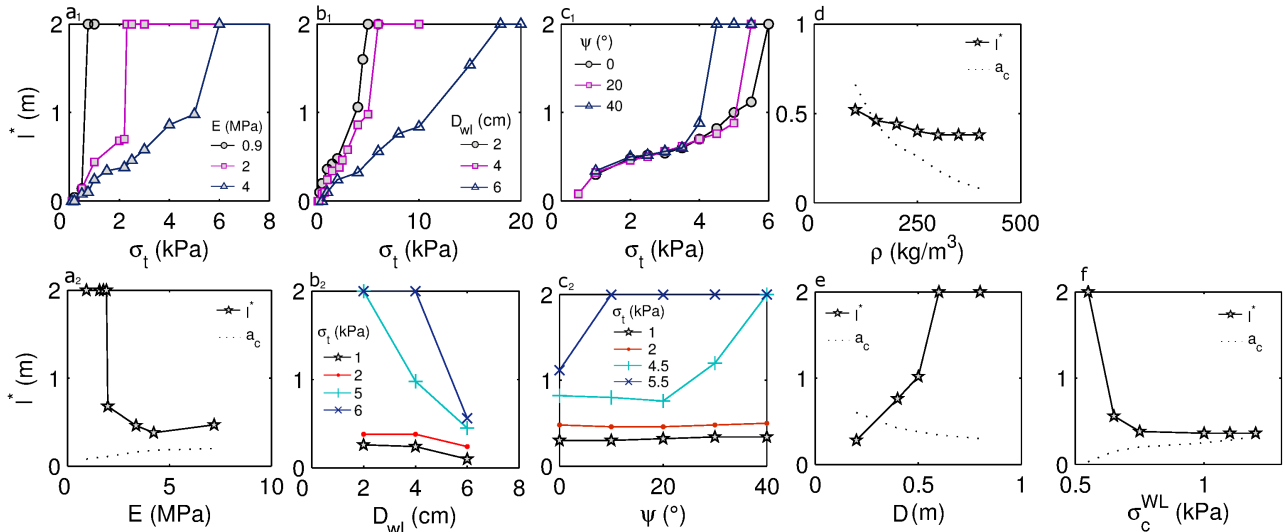 a₁
2
1
0
l* (m)
0 2 4 6 8
σt (kPa)
E (MPa)
0.9
2
4
b₁
2
1
0
0 5 10 15 20
σt (kPa)
Dwl (cm)
2
4
6
c₁
2
1
0
0 2 4 6
σt (kPa)
ψ (°)
0
20
40
d
1
0.5
0
0 250 500
ρ (kg/m³)
l*
ac
a₂
2
1
0
l* (m)
0 5 10
E (MPa)
l*
ac
b₂
2
1
0
0 2 4 6 8
Dwl (cm)
σt (kPa)
1
2
5
6
c₂
2
1
0
0 20 40
ψ (°)
σt (kPa)
1
2
4.5
5.5
e
2
1
0
0 0.5 1
D (m)
l*
ac
f
2
1
0
0.5 1
σcWL (kPa)
l*
ac